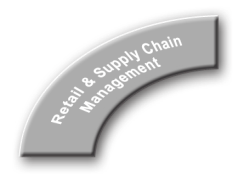 Retail & Supply Chain
Management